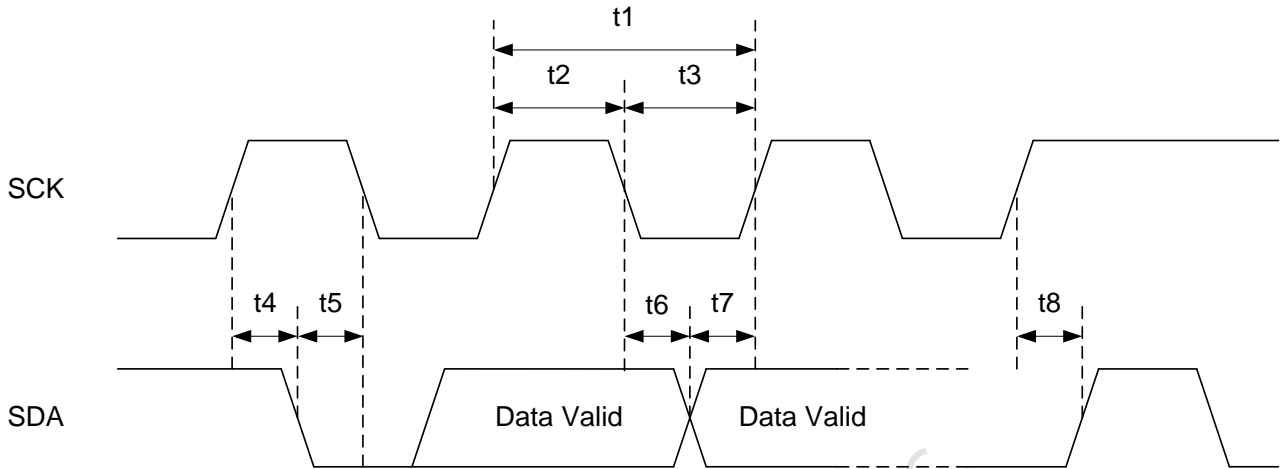 t1
t2 t3
SCK
t4 t5 t6 t7 t8
SDA Data Valid Data Valid